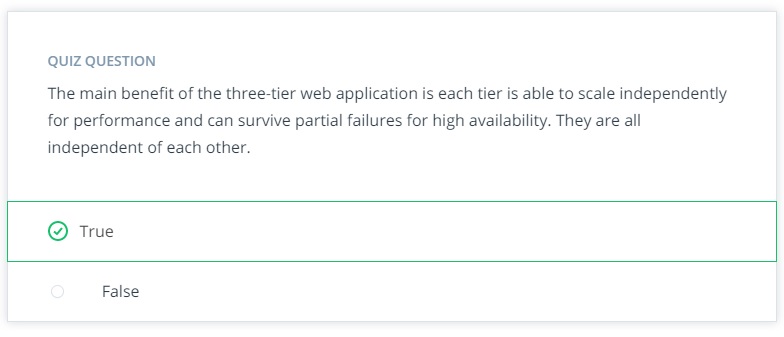 QUIZ QUESTION
The main benefit of the three-tier web application is each tier is able to scale independently
for performance and can survive partial failures for high availability. They are all
independent of each other.
True
False